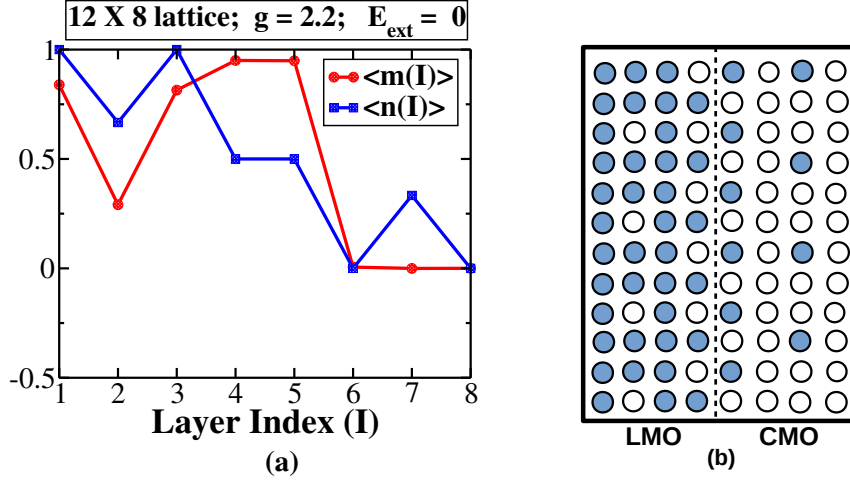 12 X 8 lattice; g = 2.2; E_ext = 0
1
0.5
0
-0.5
<m(I)>
<n(I)>
1 2 3 4 5 6 7 8
Layer Index (I)
(a)
LMO CMO
(b)